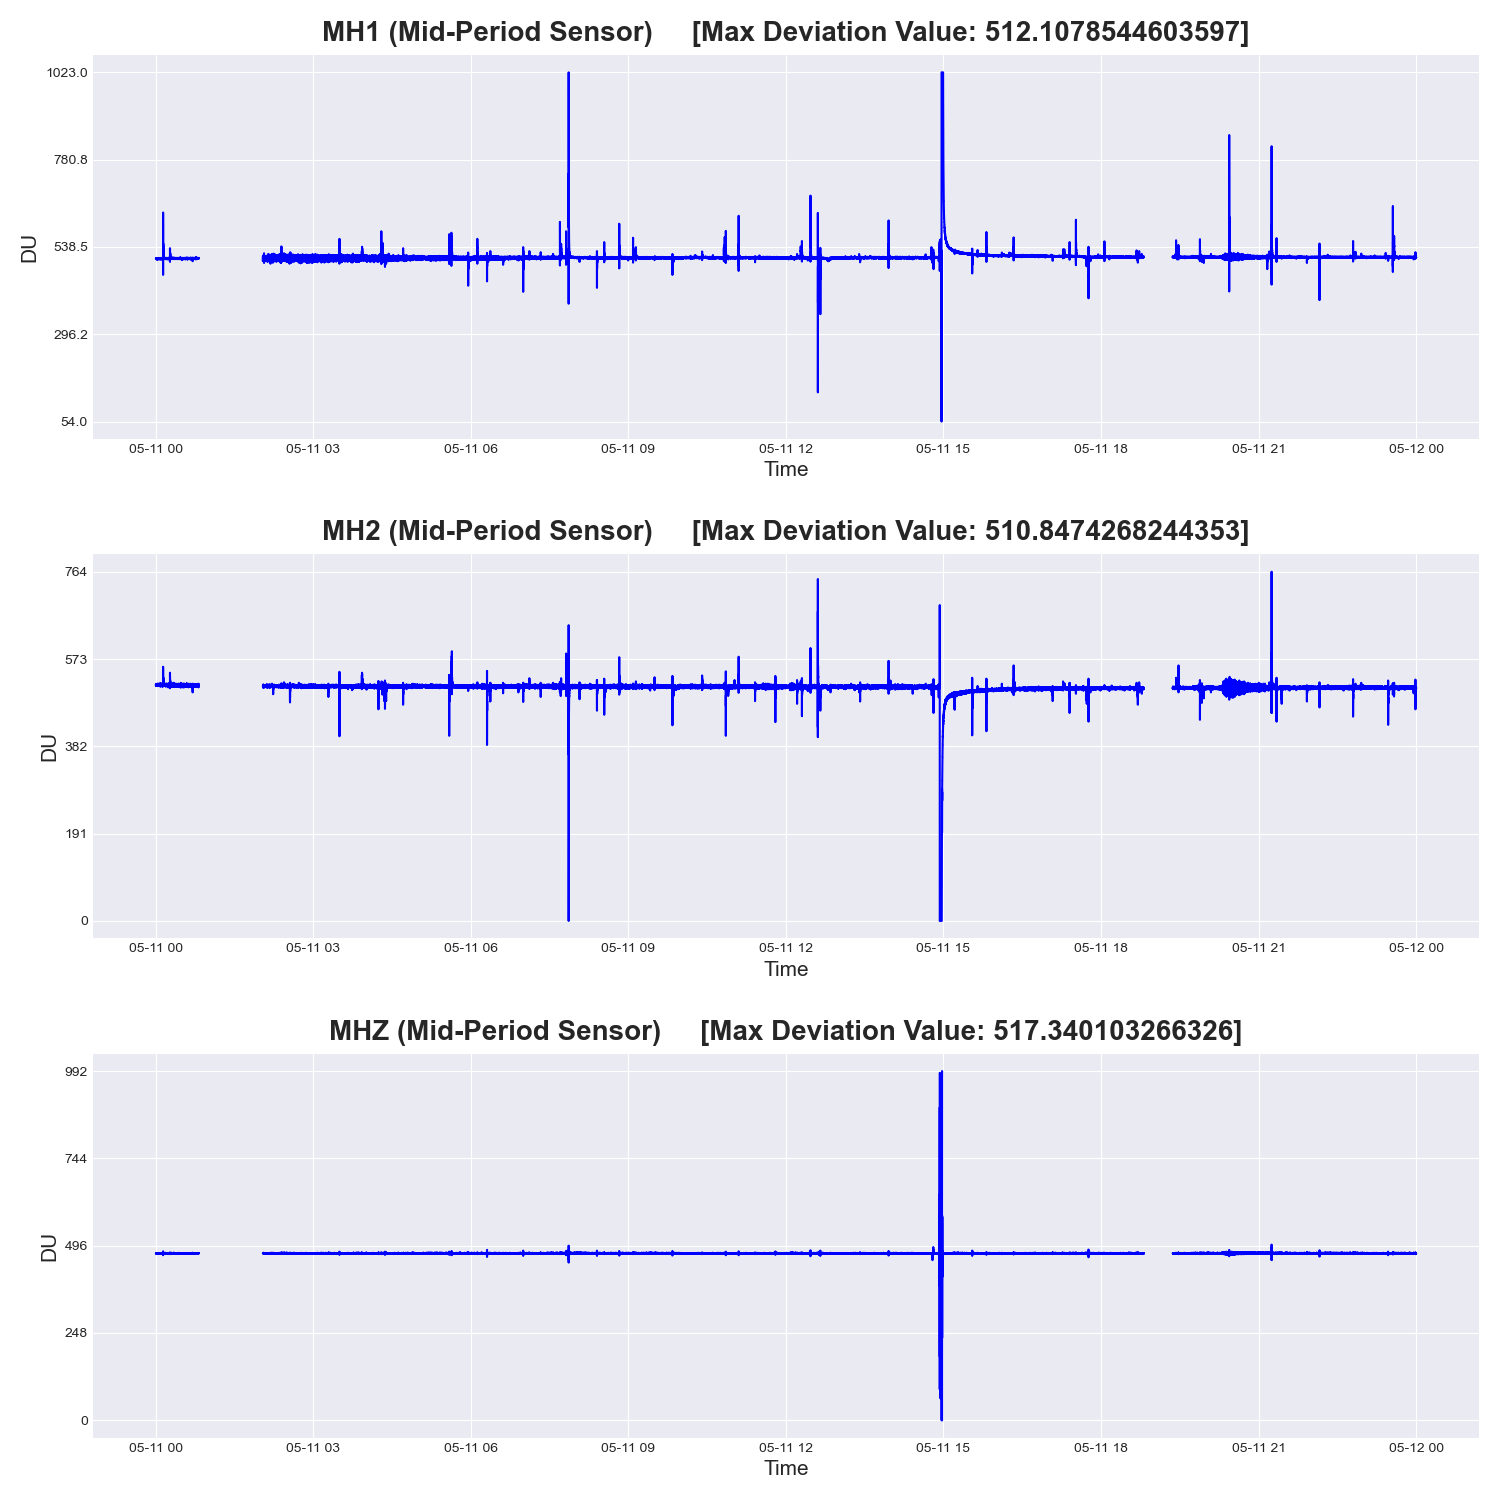 MH1 (Mid-Period Sensor) [Max Deviation Value: 512.1078544603597]
1023.0
780.8
538.5
296.2
54.0
DU
05-11 00 05-11 03 05-11 06 05-11 09 05-11 12 05-11 15 05-11 18 05-11 21 05-12 00
Time
MH2 (Mid-Period Sensor) [Max Deviation Value: 510.8474268244353]
764
573
382
191
0
DU
05-11 00 05-11 03 05-11 06 05-11 09 05-11 12 05-11 15 05-11 18 05-11 21 05-12 00
Time
MHZ (Mid-Period Sensor) [Max Deviation Value: 517.340103266326]
992
744
496
248
0
DU
05-11 00 05-11 03 05-11 06 05-11 09 05-11 12 05-11 15 05-11 18 05-11 21 05-12 00
Time